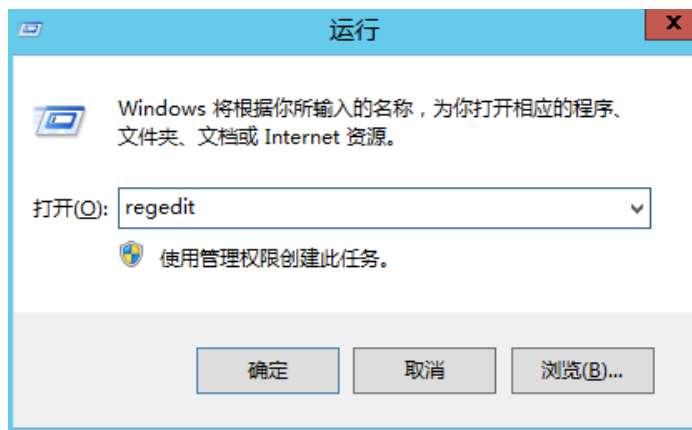 运行
x
Windows 将根据你所输入的名称，为你打开相应的程序、
文件夹、文档或 Internet 资源。
打开(O): regedit
使用管理权限创建此任务。
确定 取消 浏览(B)...